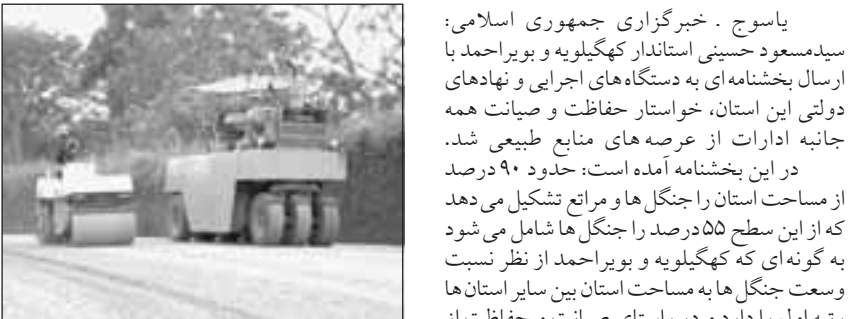 یاسوج ـ خبرگزاری جمهوری اسلامی:
سیدمسعود حسینی استاندار کهگیلویه و بویراحمد با
ارسال بخشنامه‌ای به دستگاه‌های اجرایی و نهادهای
دولتی این استان، خواستار حفاظت و صیانت همه
جانبه ادارات از عرصه های منابع طبیعی شد.
در این بخشنامه آمده است: حدود ۹۰ درصد
از مساحت استان را جنگل‌ها و مراتع تشکیل می‌دهد
که از این سطح ۵۵ درصد را جنگل‌ها شامل می‌شود
به گونه‌ای که کهگیلویه و بویراحمد از نظر نسبت
وسعت جنگل‌ها به مساحت استان بین سایر استان‌ها